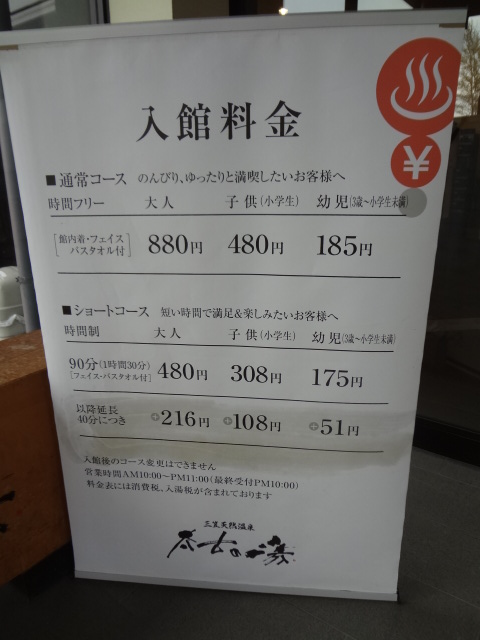 入館料金
¥
■通常コース のんびり、ゆったりと満喫したいお客様へ
時間フリー 大人 子供(小学生) 幼児(3歳～小学生未満)
[館内着・フェイス バスタオル付] 880円 480円 185円
■ショートコース 短い時間で満足&楽しみたいお客様へ
時間制 大人 子供(小学生) 幼児(3歳～小学生未満)
90分(1時間30分) [フェイス・バスタオル付] 480円 308円 175円
以降延長 40分につき +216円 +108円 +51円
入館後のコース変更はできません
営業時間AM10:00～PM11:00(最終受付PM10:00)
料金表には消費税、入湯税が含まれております
天然温泉
の湯